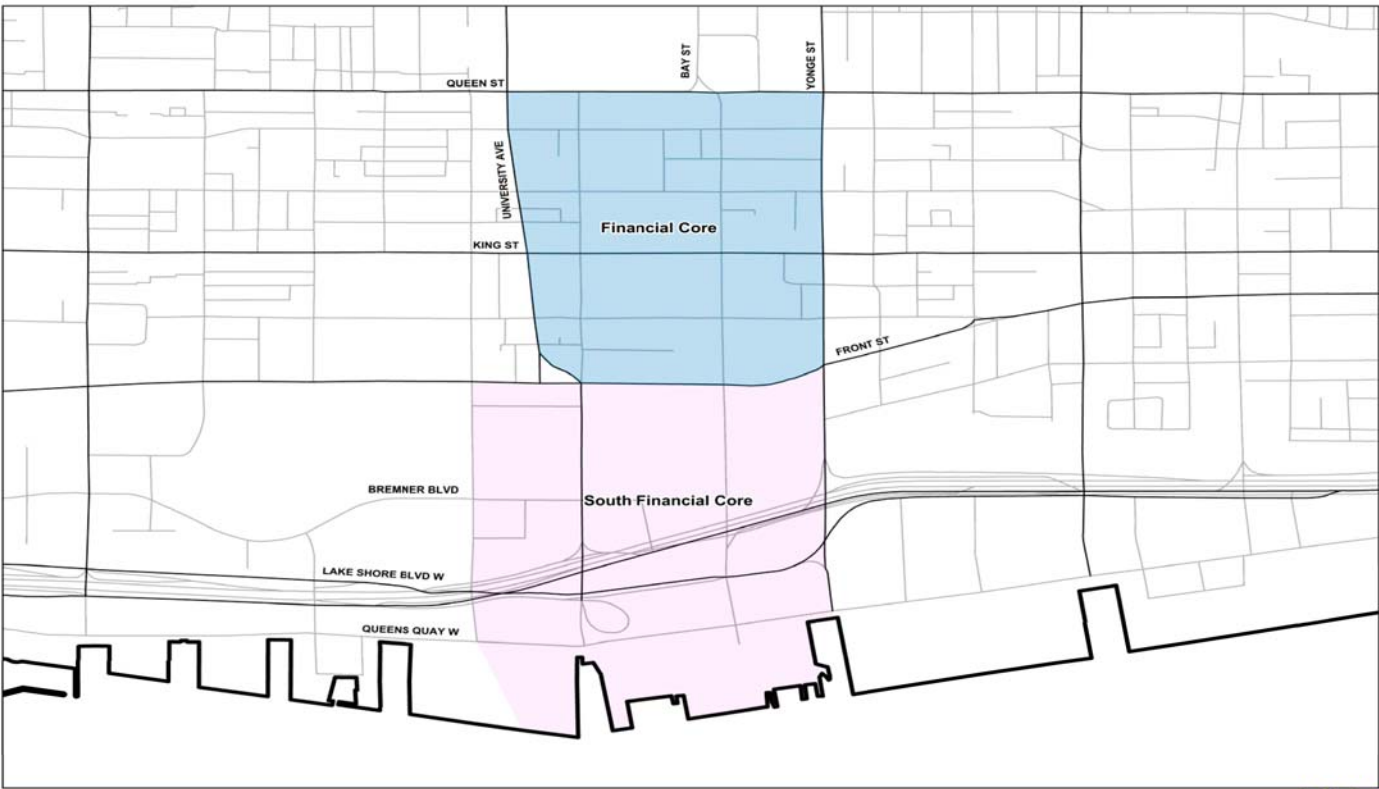 BAY ST
YONGE ST
QUEEN ST
UNIVERSITY AVE
Financial Core
KING ST
FRONT ST
BREMNER BLVD
South Financial Core
LAKE SHORE BLVD W
QUEENS QUAY W